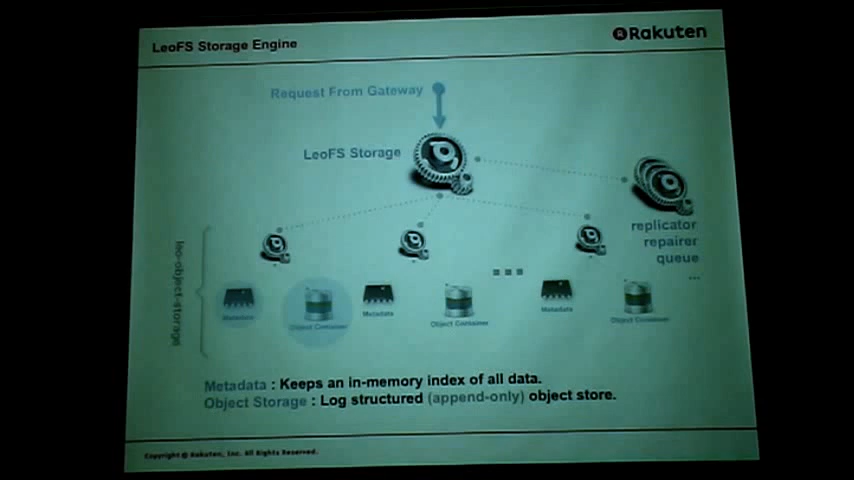 LeoFS Storage Engine
Rakuten
Request From Gateway
LeoFS Storage
replicator
repairer
queue
...
leo-object-storage
Metadata
Object Container
Metadata
Object Container
Metadata
Object Container
Metadata : Keeps an in-memory index of all data.
Object Storage : Log structured (append-only) object store.
Copyright © Rakuten, Inc. All Rights Reserved.